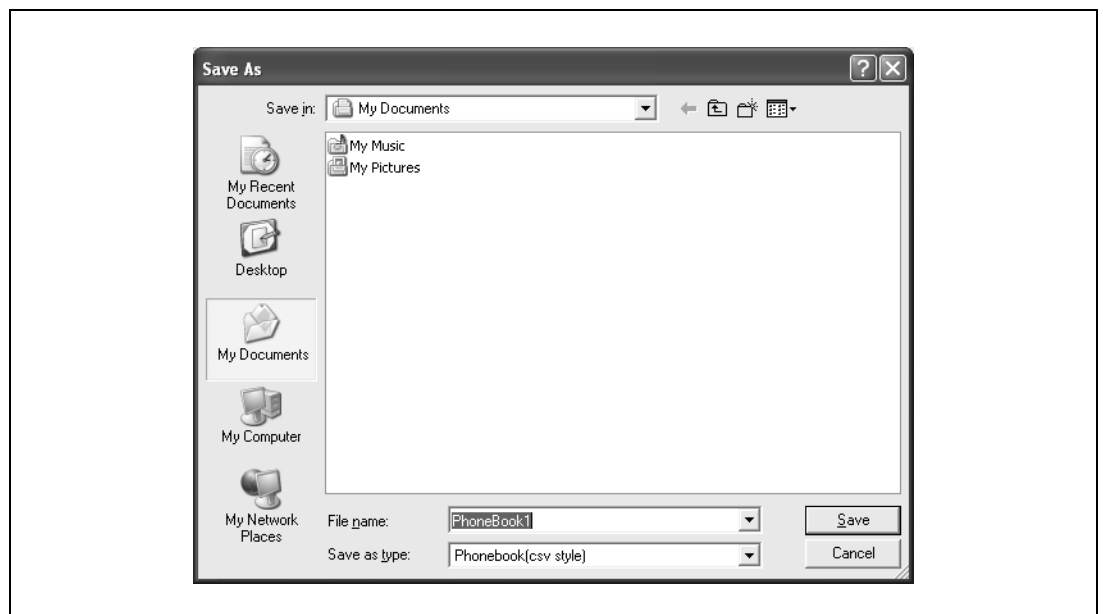 Save As
Save in:
My Documents
My Music
My Pictures
My Recent
Documents
Desktop
My Documents
My Computer
My Network
Places
File name:
PhoneBook1
Save
Save as type:
Phonebook(csv style)
Cancel